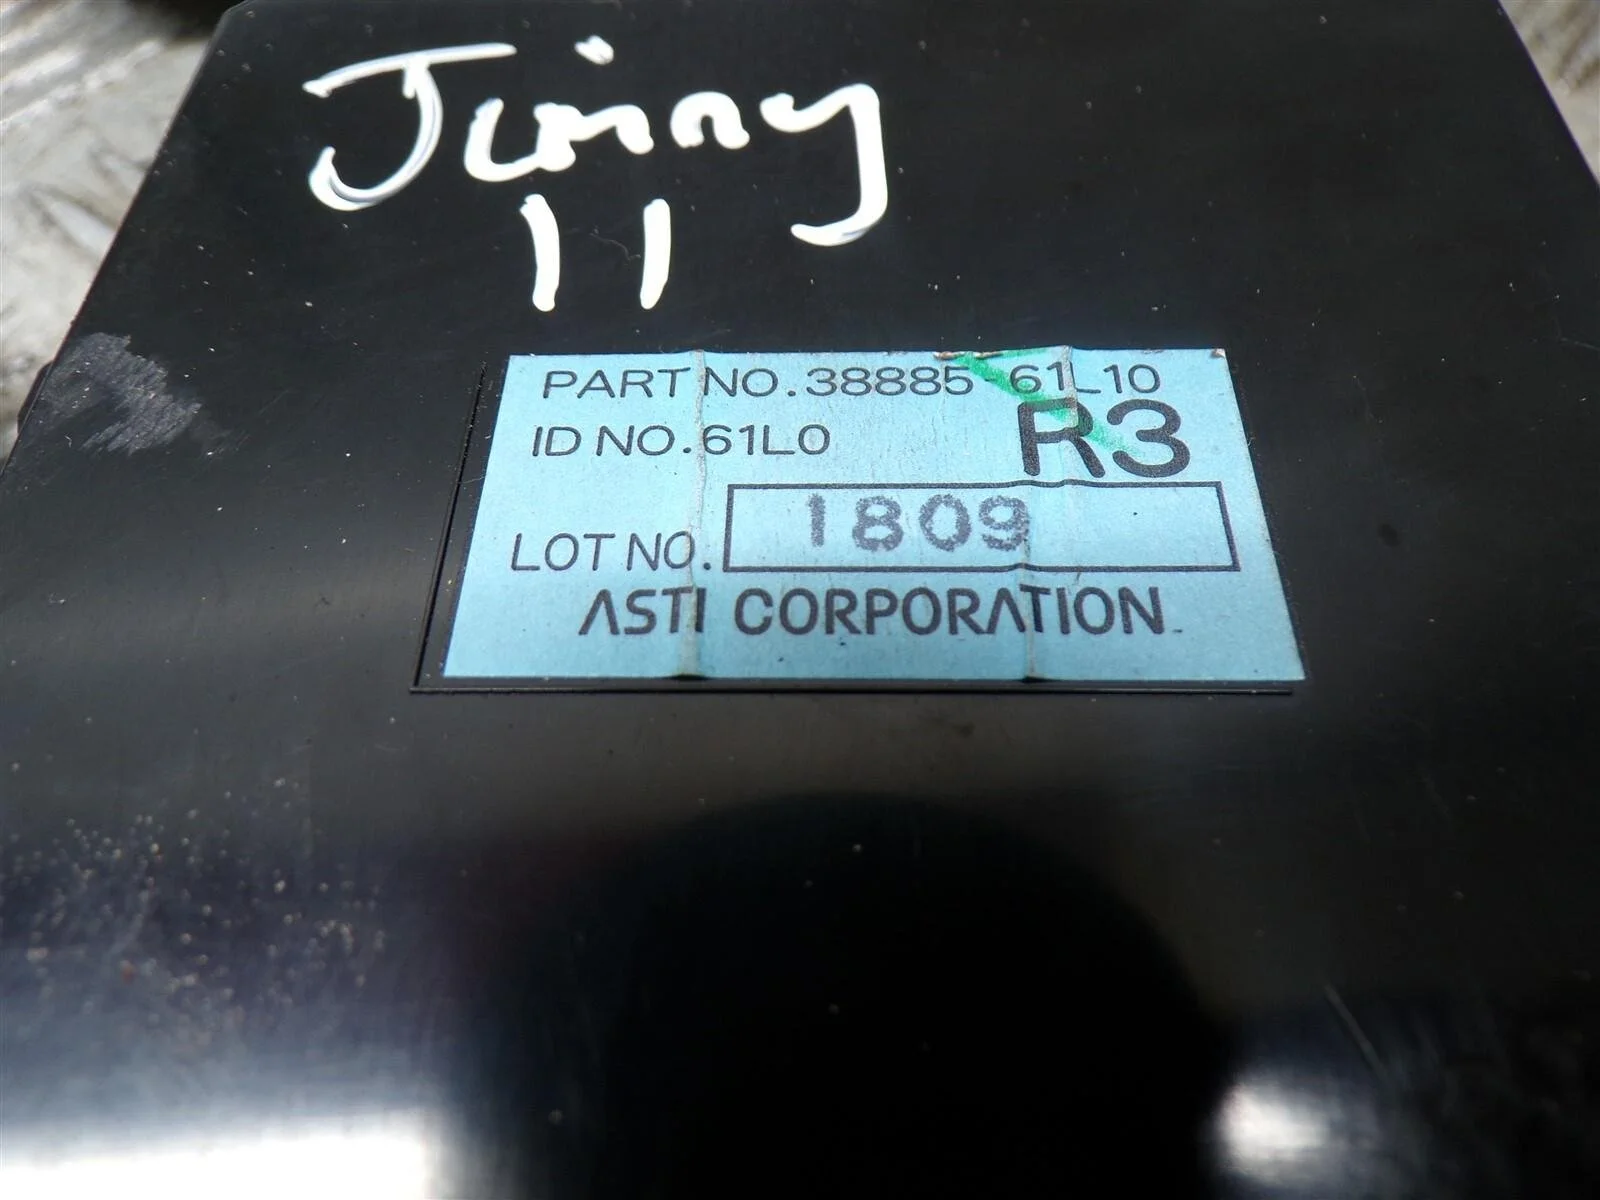 Jimny
11
PART NO.38885-61L10
ID NO.61L0 R3
LOT NO. 1809
ASTI CORPORATION